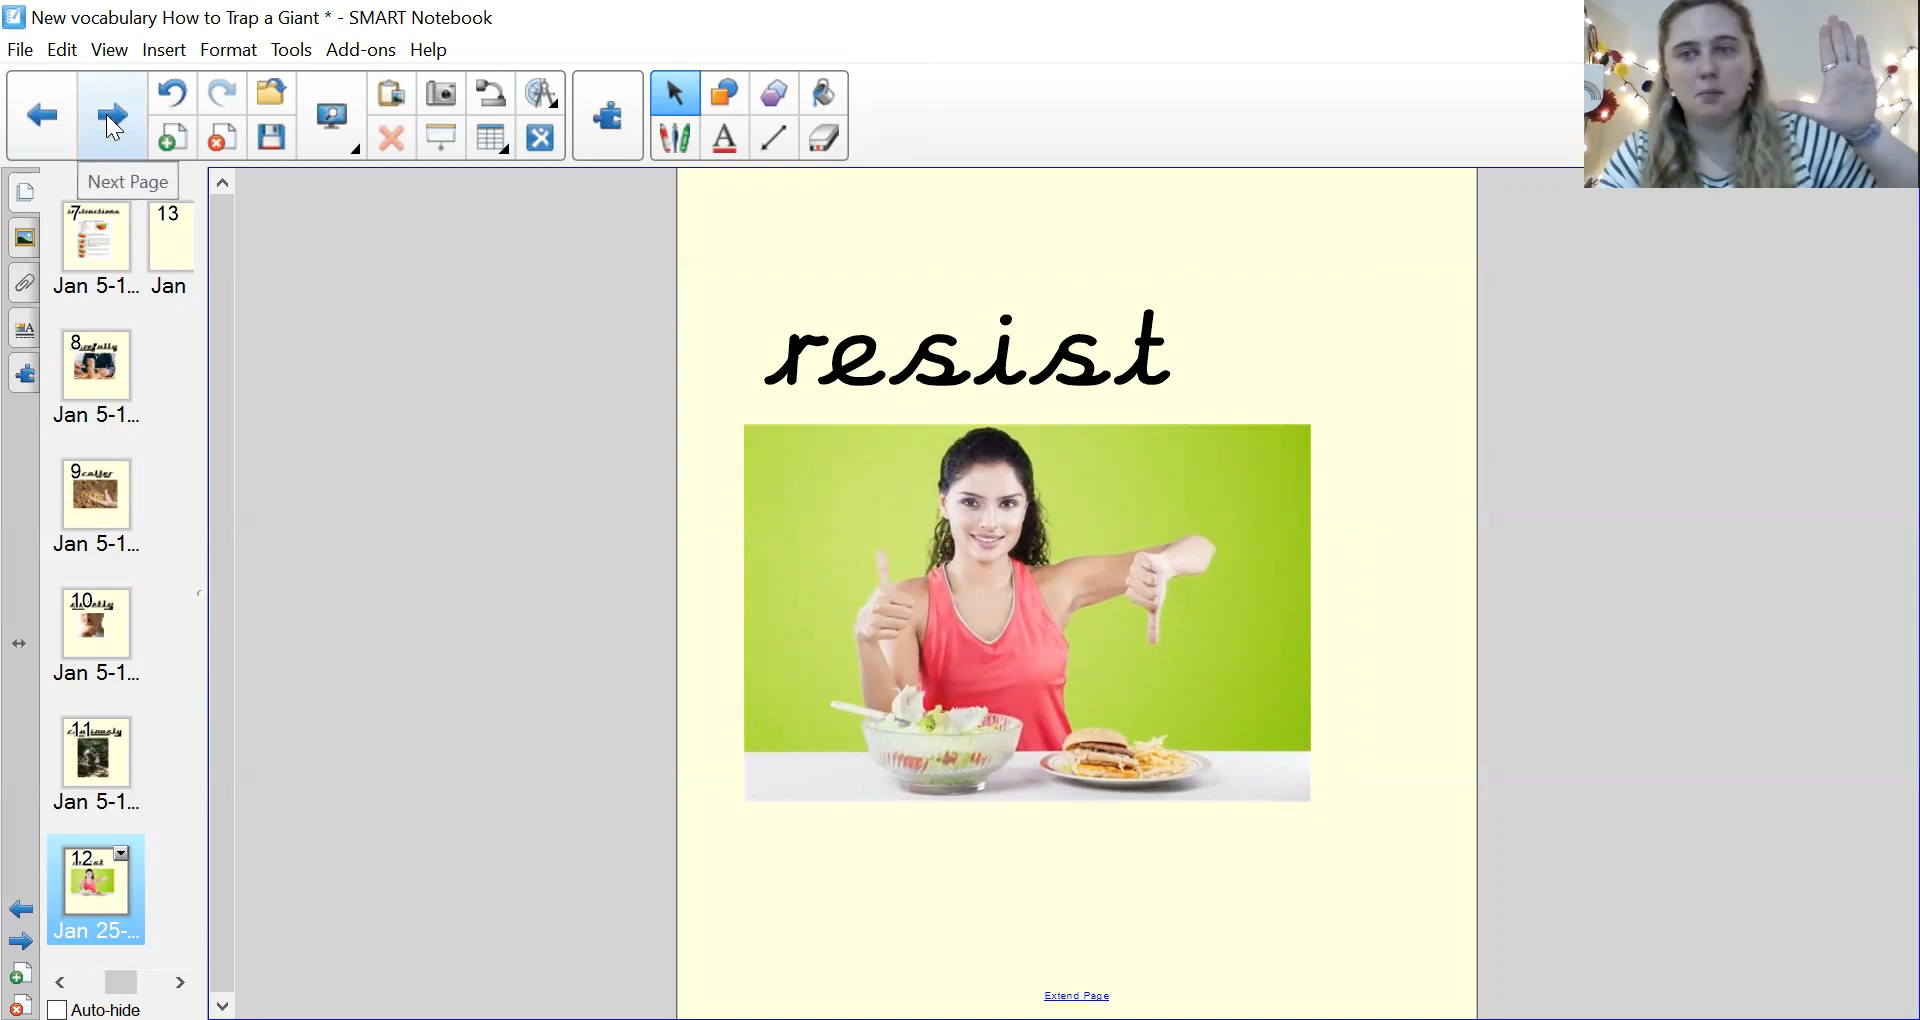 New vocabulary How to Trap a Giant * - SMART Notebook
File Edit View Insert Format Tools Add-ons Help
Next Page
7
13
Jan 5-1... Jan
8
Jan 5-1...
9
Jan 5-1...
10
Jan 5-1...
11
Jan 5-1...
12
Jan 25-...
Auto-hide
resist
Extend Page